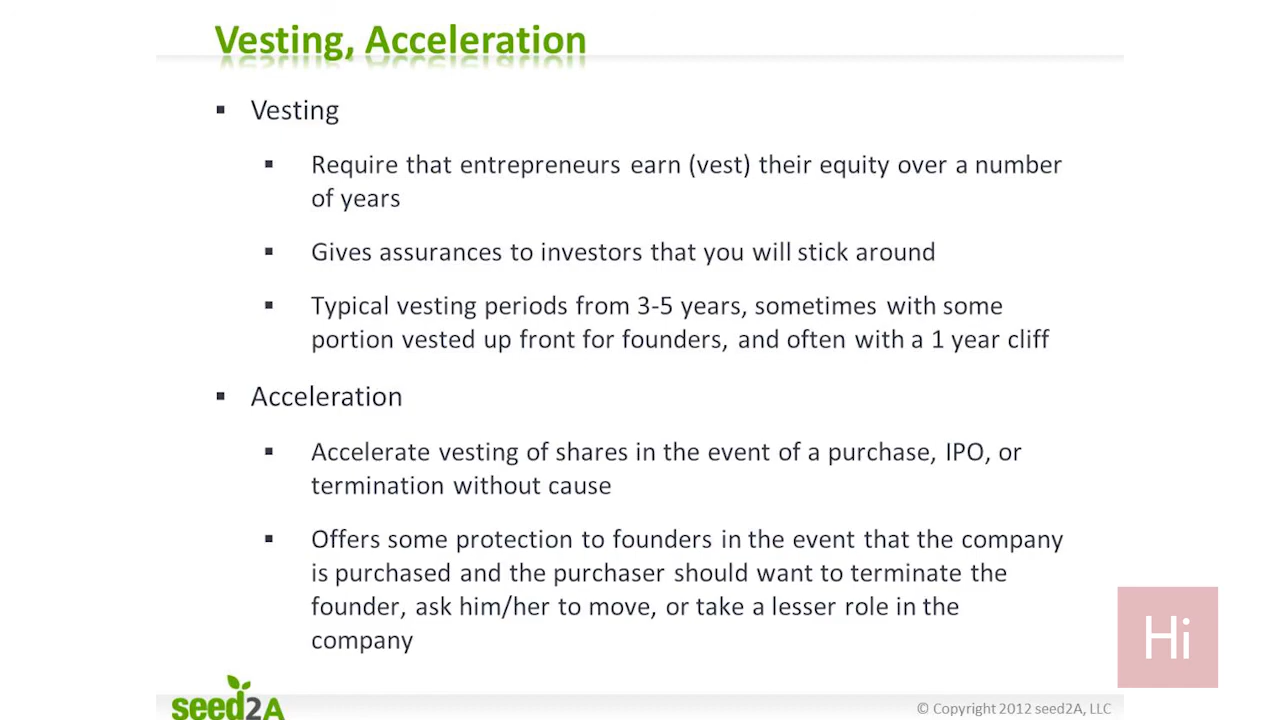 Vesting, Acceleration
▪ Vesting
▪ Require that entrepreneurs earn (vest) their equity over a number
of years
▪ Gives assurances to investors that you will stick around
▪ Typical vesting periods from 3-5 years, sometimes with some
portion vested up front for founders, and often with a 1 year cliff
▪ Acceleration
▪ Accelerate vesting of shares in the event of a purchase, IPO, or
termination without cause
▪ Offers some protection to founders in the event that the company
is purchased and the purchaser should want to terminate the
founder, ask him/her to move, or take a lesser role in the
company
Hi
seed2A
© Copyright 2012 seed2A, LLC